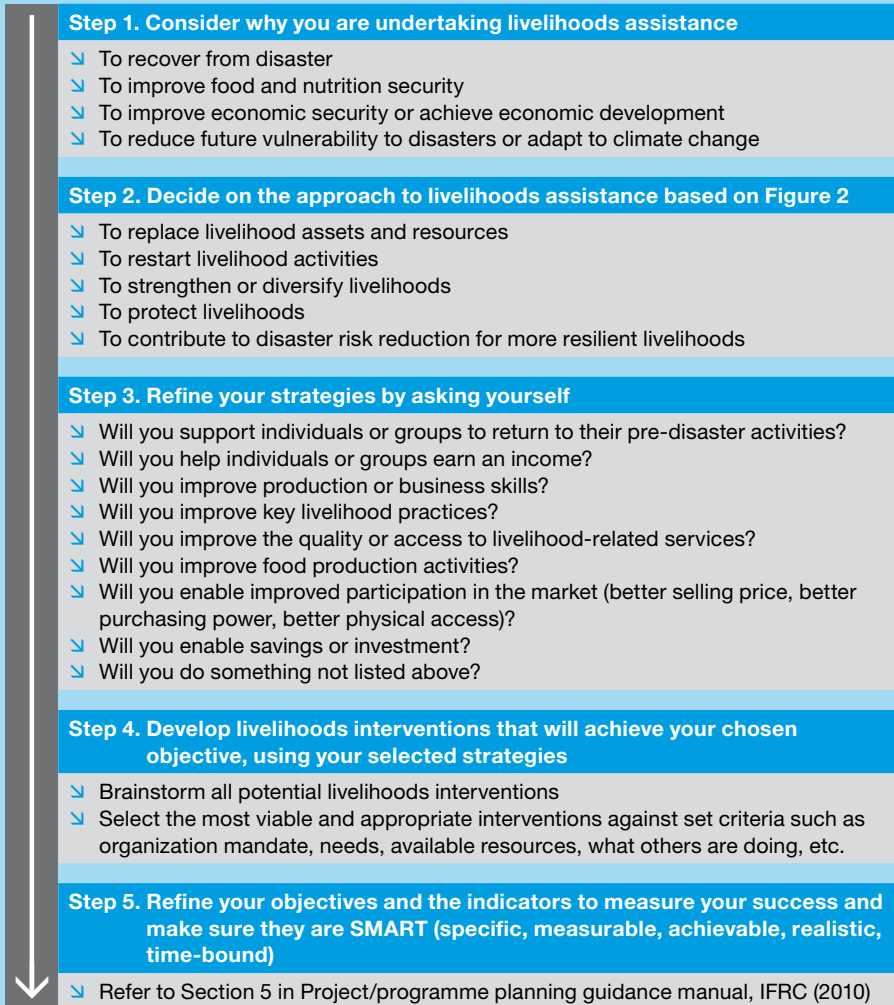 Step 1. Consider why you are undertaking livelihoods assistance
To recover from disaster
To improve food and nutrition security
To improve economic security or achieve economic development
To reduce future vulnerability to disasters or adapt to climate change
Step 2. Decide on the approach to livelihoods assistance based on Figure 2
To replace livelihood assets and resources
To restart livelihood activities
To strengthen or diversify livelihoods
To protect livelihoods
To contribute to disaster risk reduction for more resilient livelihoods
Step 3. Refine your strategies by asking yourself
Will you support individuals or groups to return to their pre-disaster activities?
Will you help individuals or groups earn an income?
Will you improve production or business skills?
Will you improve key livelihood practices?
Will you improve the quality or access to livelihood-related services?
Will you improve food production activities?
Will you enable improved participation in the market (better selling price, better
purchasing power, better physical access)?
Will you enable savings or investment?
Will you do something not listed above?
Step 4. Develop livelihoods interventions that will achieve your chosen
objective, using your selected strategies
Brainstorm all potential livelihoods interventions
Select the most viable and appropriate interventions against set criteria such as
organization mandate, needs, available resources, what others are doing, etc.
Step 5. Refine your objectives and the indicators to measure your success and
make sure they are SMART (specific, measurable, achievable, realistic,
time-bound)
Refer to Section 5 in Project/programme planning guidance manual, IFRC (2010)